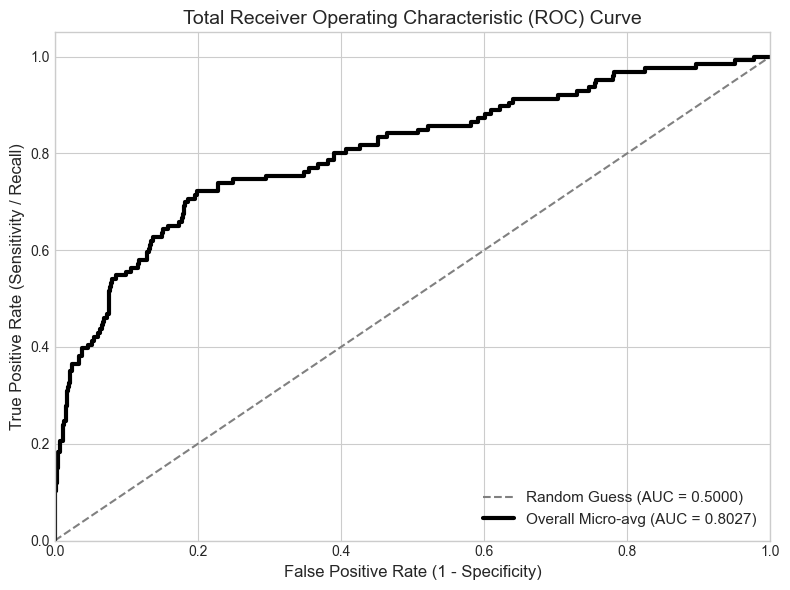 Total Receiver Operating Characteristic (ROC) Curve
True Positive Rate (Sensitivity / Recall)
1.0
0.8
0.6
0.4
0.2
0.0
Random Guess (AUC = 0.5000)
Overall Micro-avg (AUC = 0.8027)
0.0 0.2 0.4 0.6 0.8 1.0
False Positive Rate (1 - Specificity)